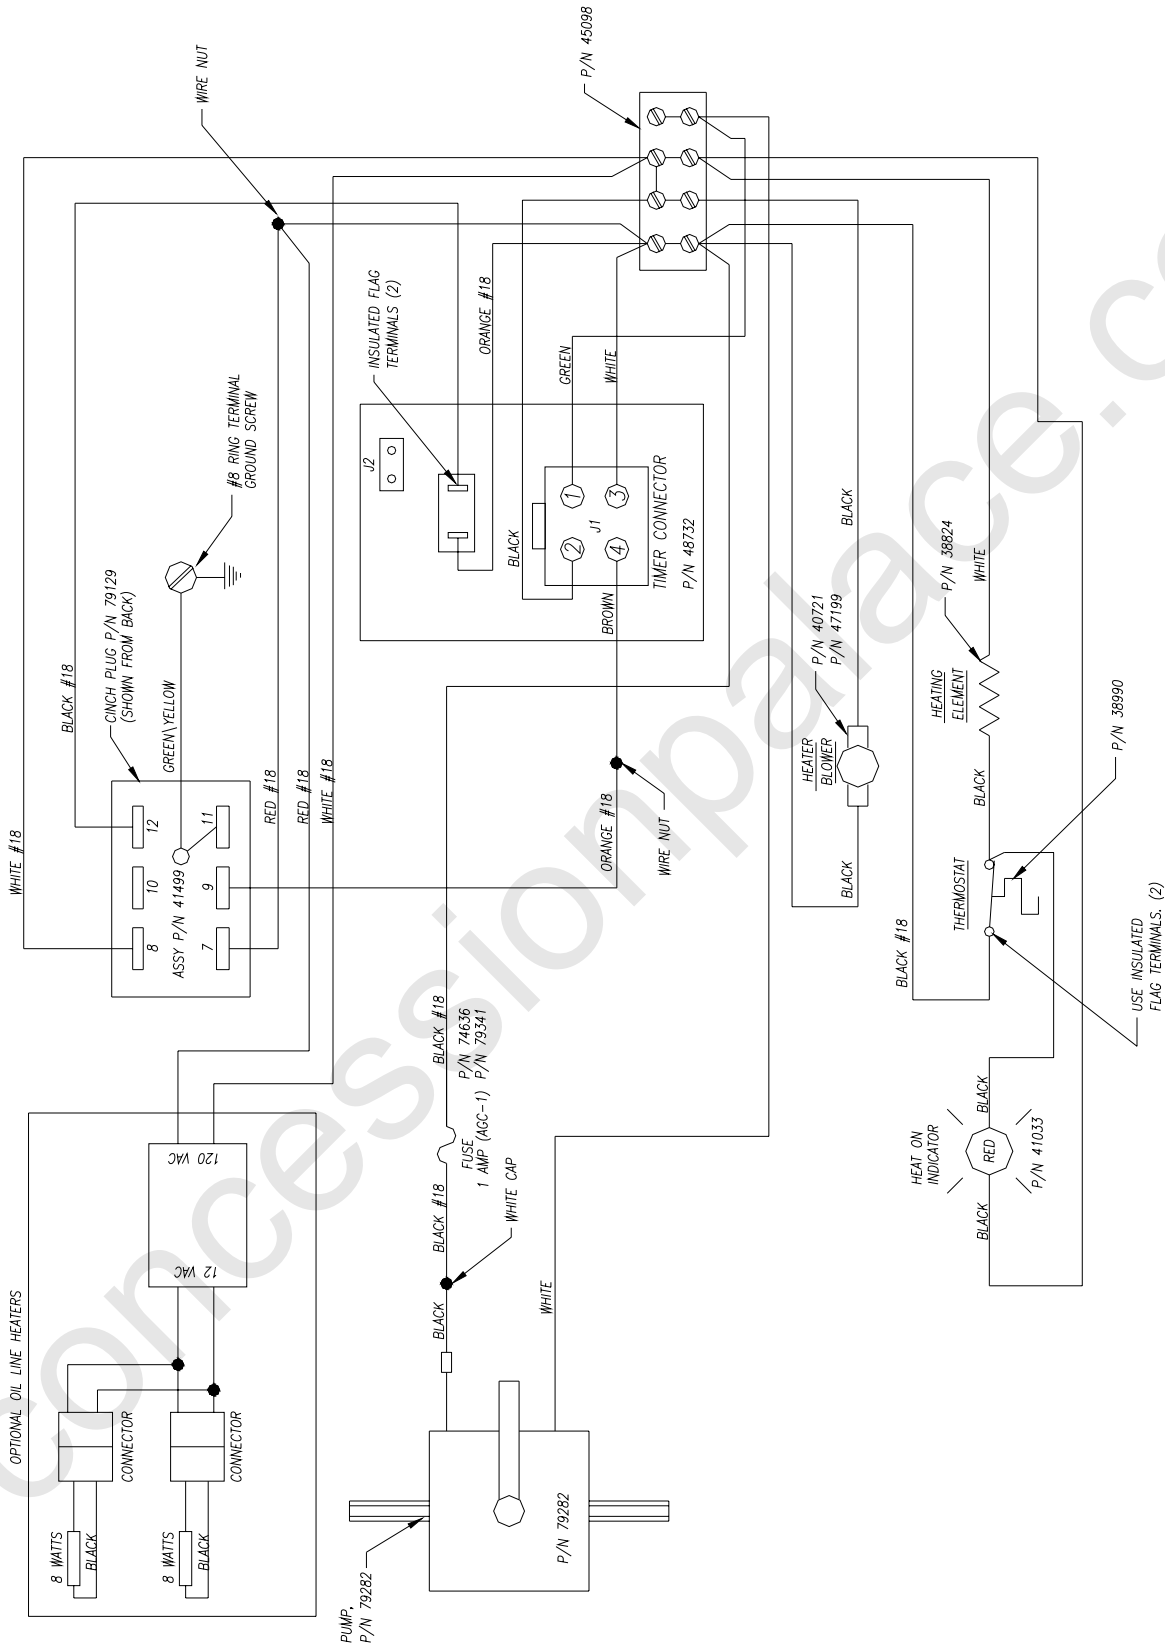 WIRE NUT
P/N 45098
WHITE #18
BLACK #18
CINCH PLUG P/N 79129
(SHOWN FROM BACK)
#8 RING TERMINAL
GROUND SCREW
GREEN\YELLOW
8
10
12
ASSY P/N 41499
7
9
11
RED #18
RED #18
WHITE #18
INSULATED FLAG
TERMINALS (2)
ORANGE #18
J2
BLACK
GREEN
WHITE
2
1
J1
4
3
BROWN
TIMER CONNECTOR
P/N 48732
ORANGE #18
WIRE NUT
OPTIONAL OIL LINE HEATERS
120 VAC
12 VAC
CONNECTOR
CONNECTOR
8 WATTS
BLACK
8 WATTS
BLACK
BLACK #18
P/N 74636
P/N 79341
FUSE
1 AMP (AGC-1)
BLACK #18
WHITE CAP
BLACK
WHITE
PUMP,
P/N 79282
P/N 79282
HEATER
BLOWER
P/N 40721
P/N 47199
BLACK
BLACK
BLACK #18
HEATING
ELEMENT
P/N 38824
WHITE
BLACK
THERMOSTAT
P/N 38990
USE INSULATED
FLAG TERMINALS. (2)
HEAT ON
INDICATOR
BLACK
RED
BLACK
P/N 41033
concessionpalace.co